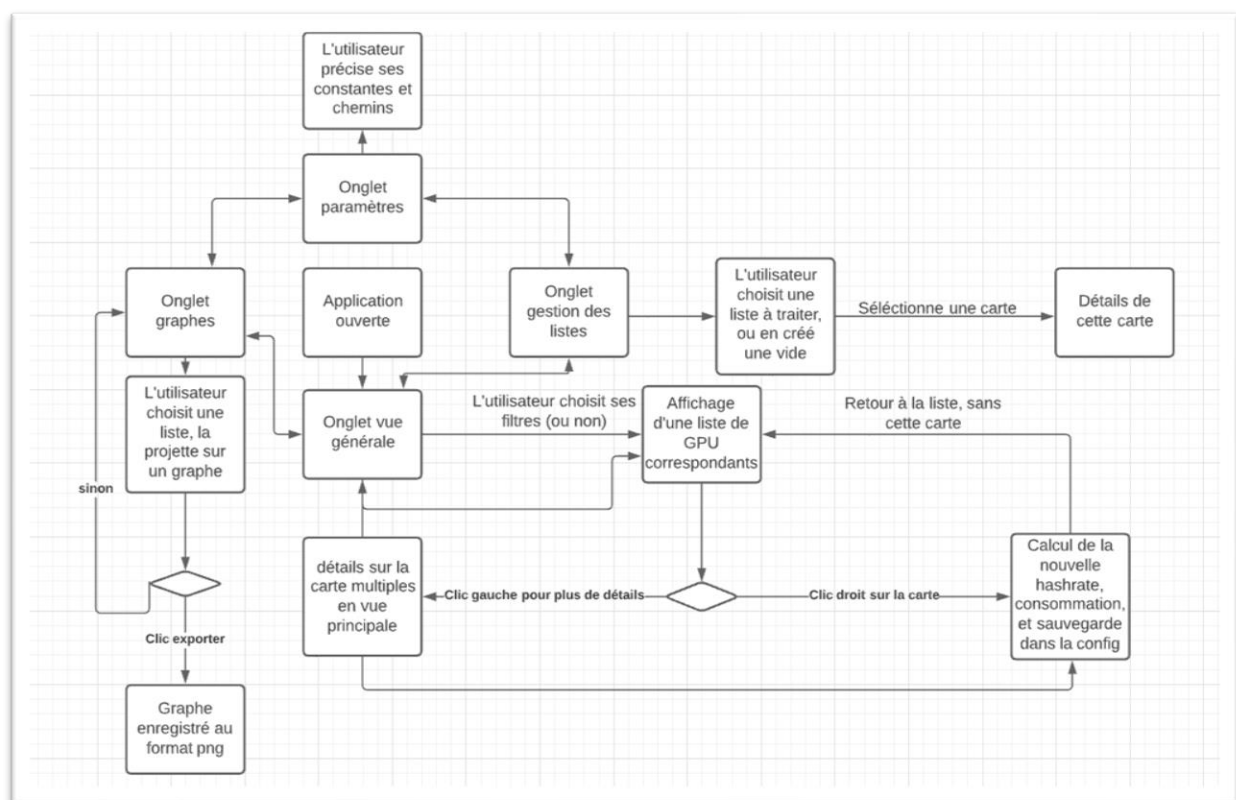 L'utilisateur
précise ses
constantes et
chemins
Onglet
paramètres
Onglet
graphes
Application
ouverte
Onglet
gestion des
listes
L'utilisateur
choisit une
liste à traiter,
ou en créé
une vide
Séléctionne une carte
Détails de
cette carte
L'utilisateur
choisit une
liste, la
projette sur
un graphe
Onglet vue
générale
L'utilisateur choisit ses
filtres (ou non)
Affichage
d'une liste de
GPU
correspondants
Retour à la liste, sans
cette carte
sinon
détails sur la
carte multiples
en vue
principale
Clic gauche pour plus de détails
Clic droit sur la carte
Calcul de la
nouvelle
hashrate,
consommation,
et sauvegarde
dans la config
Clic exporter
Graphe
enregistré au
format png